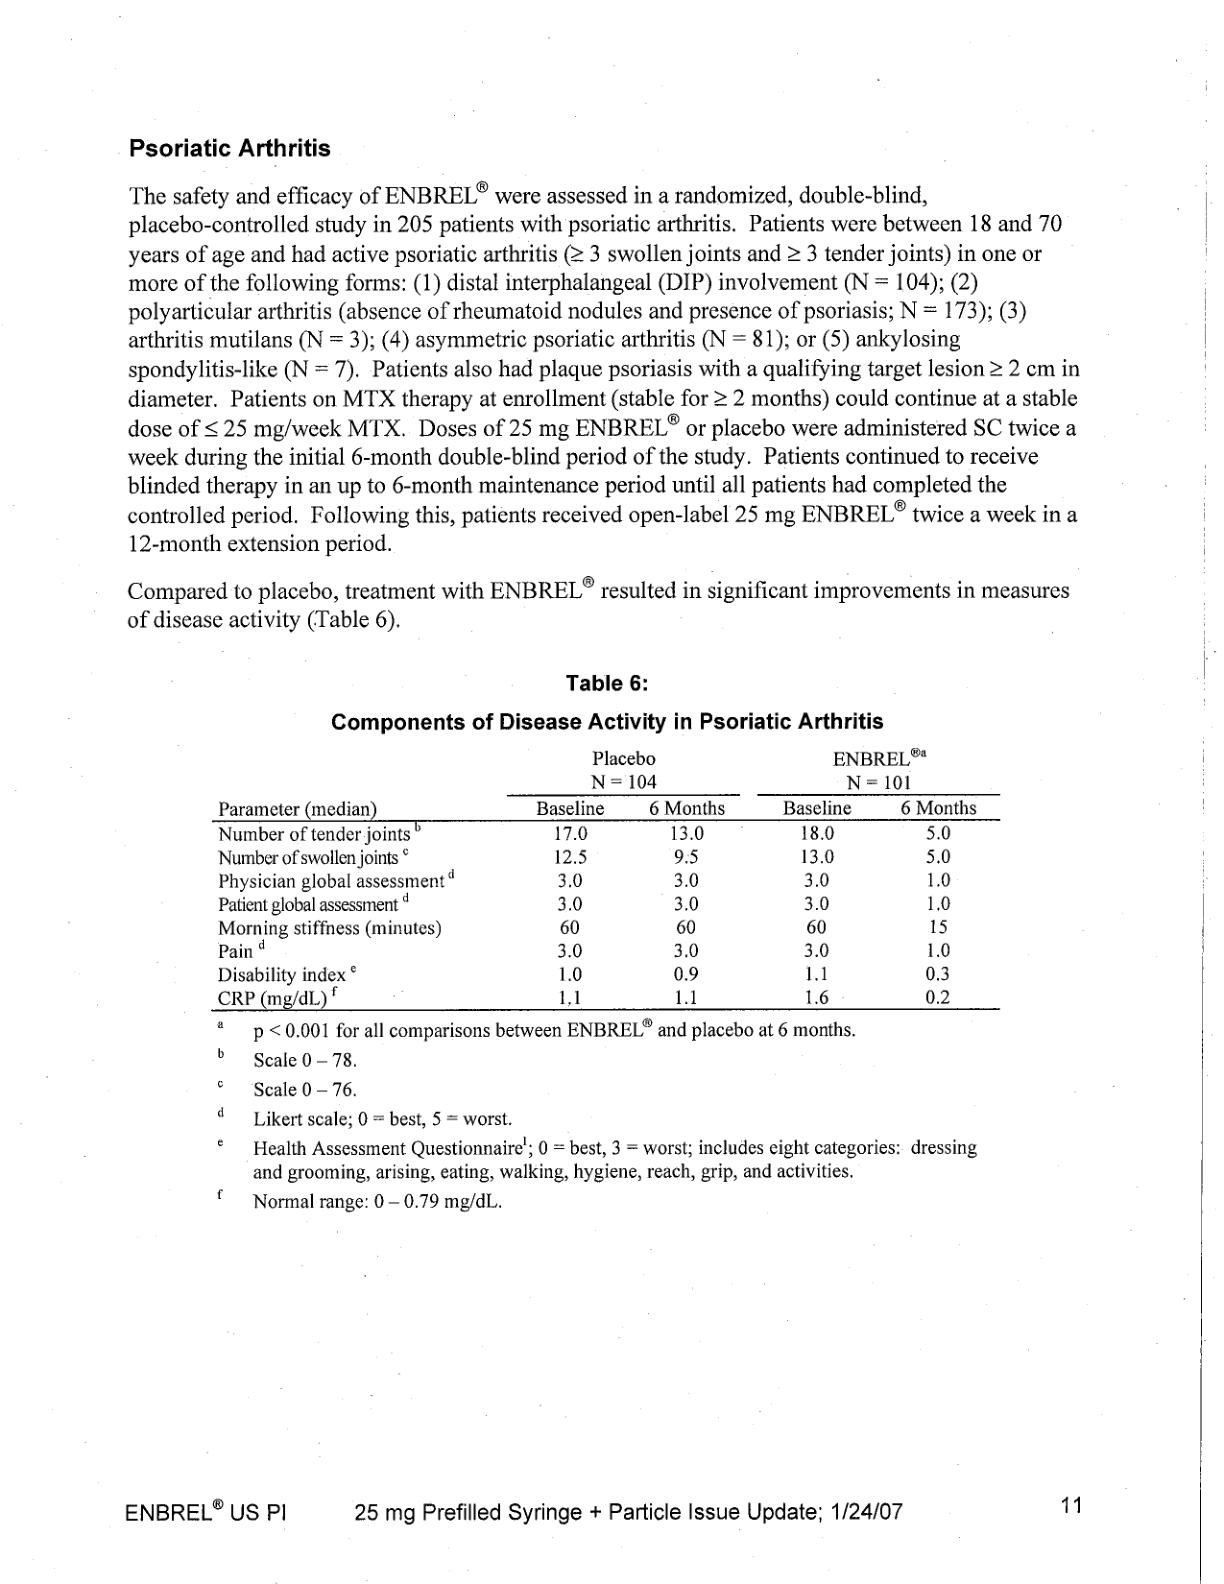 Psoriatic Arthritis
The safety and efficacy of ENBREL® were assessed in a randomized, double-blind,
placebo-controlled study in 205 patients with psoriatic arthritis. Patients were between 18 and 70
years of age and had active psoriatic arthritis (≥ 3 swollen joints and ≥ 3 tender joints) in one or
more of the following forms: (1) distal interphalangeal (DIP) involvement (N = 104); (2)
polyarticular arthritis (absence of rheumatoid nodules and presence of psoriasis; N = 173); (3)
arthritis mutilans (N = 3); (4) asymmetric psoriatic arthritis (N = 81); or (5) ankylosing
spondylitis-like (N = 7). Patients also had plaque psoriasis with a qualifying target lesion ≥ 2 cm in
diameter. Patients on MTX therapy at enrollment (stable for ≥ 2 months) could continue at a stable
dose of ≤ 25 mg/week MTX. Doses of 25 mg ENBREL® or placebo were administered SC twice a
week during the initial 6-month double-blind period of the study. Patients continued to receive
blinded therapy in an up to 6-month maintenance period until all patients had completed the
controlled period. Following this, patients received open-label 25 mg ENBREL® twice a week in a
12-month extension period.
Compared to placebo, treatment with ENBREL® resulted in significant improvements in measures
of disease activity (Table 6).
Table 6:
Components of Disease Activity in Psoriatic Arthritis
Placebo ENBREL®a
N = 104 N = 101
Parameter (median) Baseline 6 Months Baseline 6 Months
Number of tender joints b 17.0 13.0 18.0 5.0
Number of swollen joints c 12.5 9.5 13.0 5.0
Physician global assessment d 3.0 3.0 3.0 1.0
Patient global assessment d 3.0 3.0 3.0 1.0
Morning stiffness (minutes) 60 60 60 15
Pain d 3.0 3.0 3.0 1.0
Disability index e 1.0 0.9 1.1 0.3
CRP (mg/dL) f 1.1 1.1 1.6 0.2
a p < 0.001 for all comparisons between ENBREL® and placebo at 6 months.
b Scale 0 – 78.
c Scale 0 – 76.
d Likert scale; 0 = best, 5 = worst.
e Health Assessment Questionnaire1; 0 = best, 3 = worst; includes eight categories: dressing
and grooming, arising, eating, walking, hygiene, reach, grip, and activities.
f Normal range: 0 – 0.79 mg/dL.
ENBREL® US PI 25 mg Prefilled Syringe + Particle Issue Update; 1/24/07 11